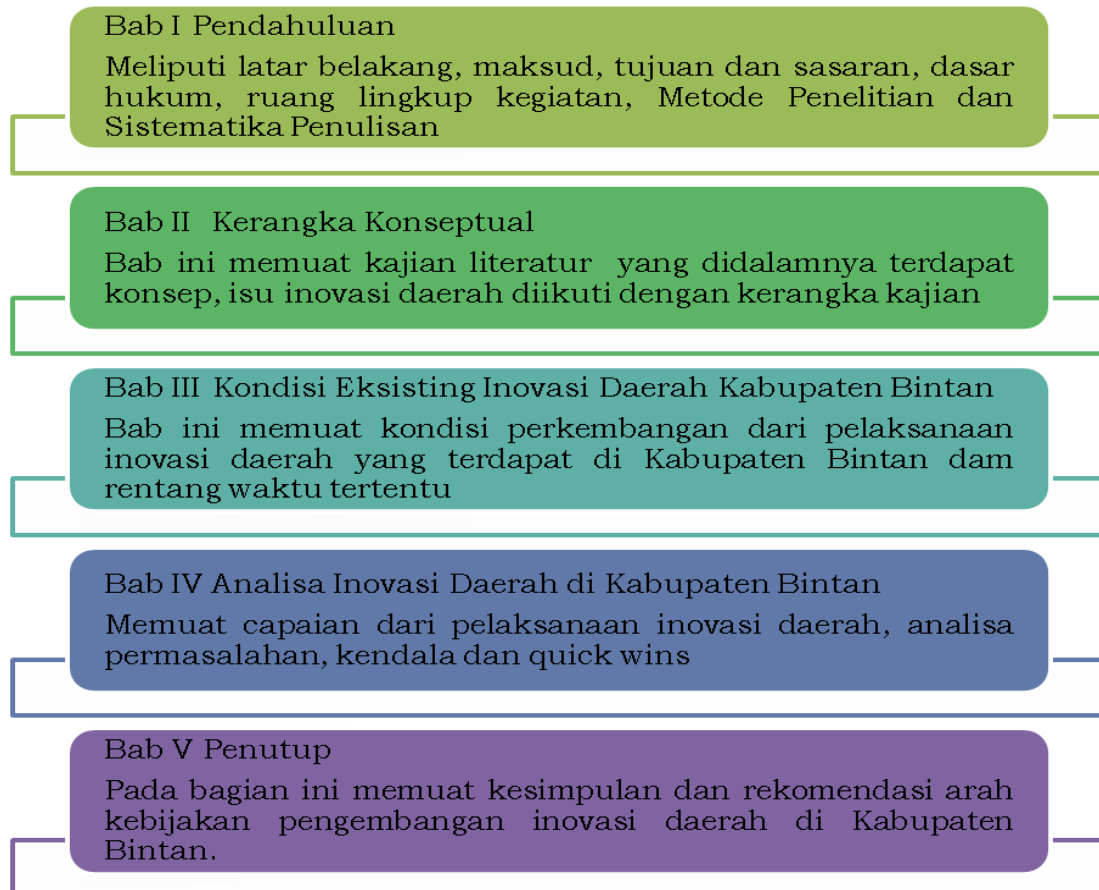 Bab I Pendahuluan
Meliputi latar belakang, maksud, tujuan dan sasaran, dasar
hukum, ruang lingkup kegiatan, Metode Penelitian dan
Sistematika Penulisan
Bab II Kerangka Konseptual
Bab ini memuat kajian literatur yang didalamnya terdapat
konsep, isu inovasi daerah diikuti dengan kerangka kajian
Bab III Kondisi Eksisting Inovasi Daerah Kabupaten Bintan
Bab ini memuat kondisi perkembangan dari pelaksanaan
inovasi daerah yang terdapat di Kabupaten Bintan dam
rentang waktu tertentu
Bab IV Analisa Inovasi Daerah di Kabupaten Bintan
Memuat capaian dari pelaksanaan inovasi daerah, analisa
permasalahan, kendala dan quick wins
Bab V Penutup
Pada bagian ini memuat kesimpulan dan rekomendasi arah
kebijakan pengembangan inovasi daerah di Kabupaten
Bintan.